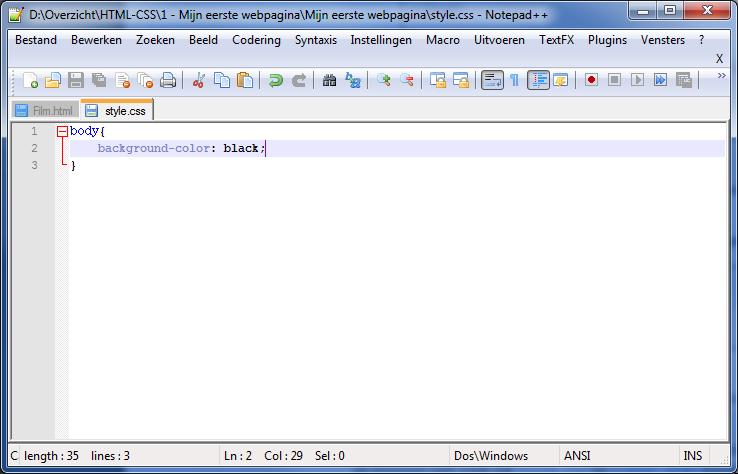 D:\Overzicht\HTML-CSS\1 - Mijn eerste webpagina\Mijn eerste webpagina\style.css - Notepad++
Bestand Bewerken Zoeken Beeld Codering Syntaxis Instellingen Macro Uitvoeren TextFX Plugins Vensters ?
X
Film.html style.css
1 body{
2 background-color: black;
3 }
C length : 35 lines : 3 Ln : 2 Col : 29 Sel : 0 Dos\Windows ANSI INS